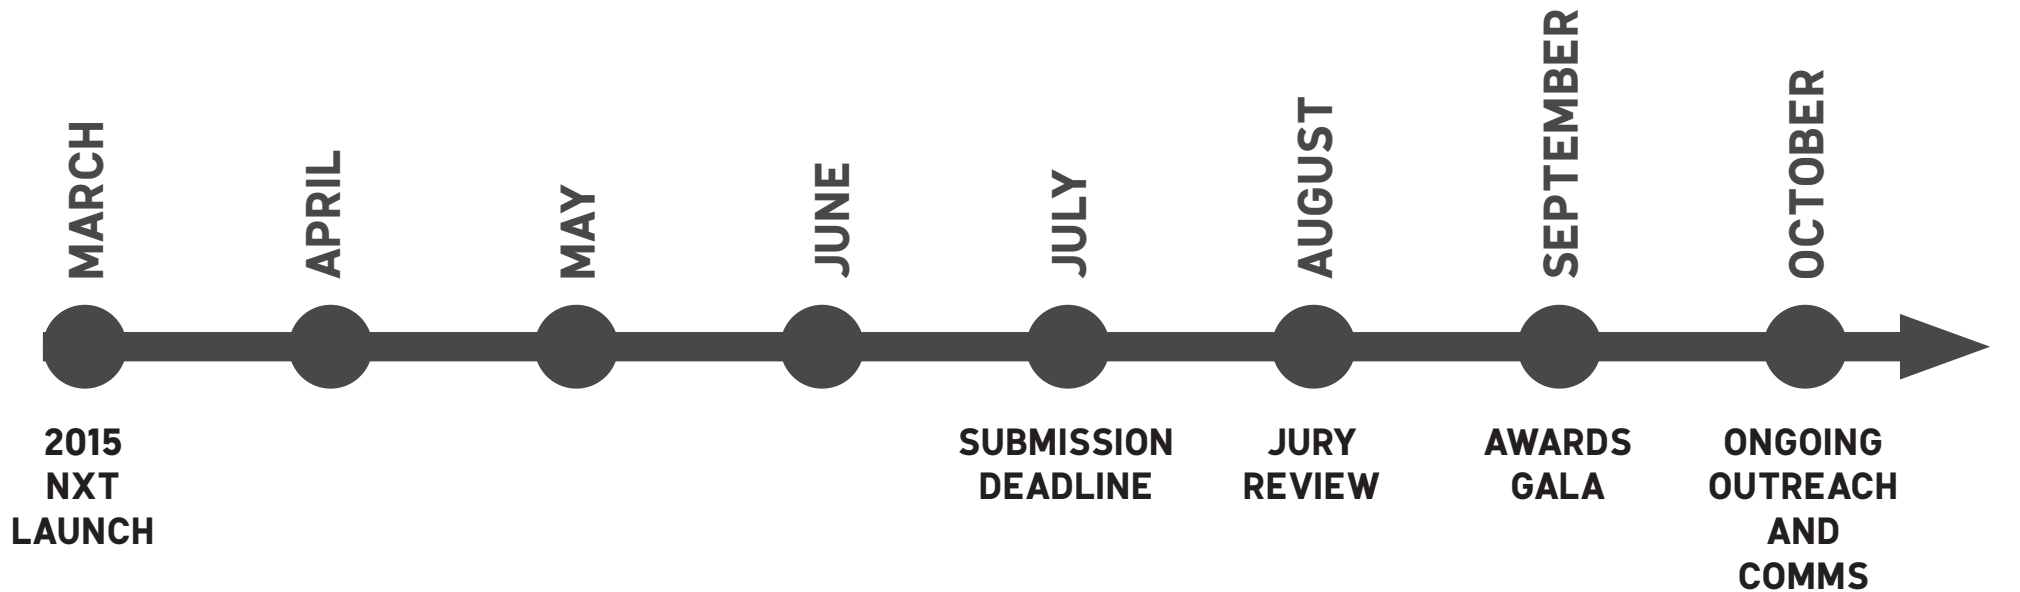 MARCH
APRIL
MAY
JUNE
JULY
AUGUST
SEPTEMBER
OCTOBER
2015
NXT
LAUNCH
SUBMISSION
DEADLINE
JURY
REVIEW
AWARDS
GALA
ONGOING
OUTREACH
AND
COMMS